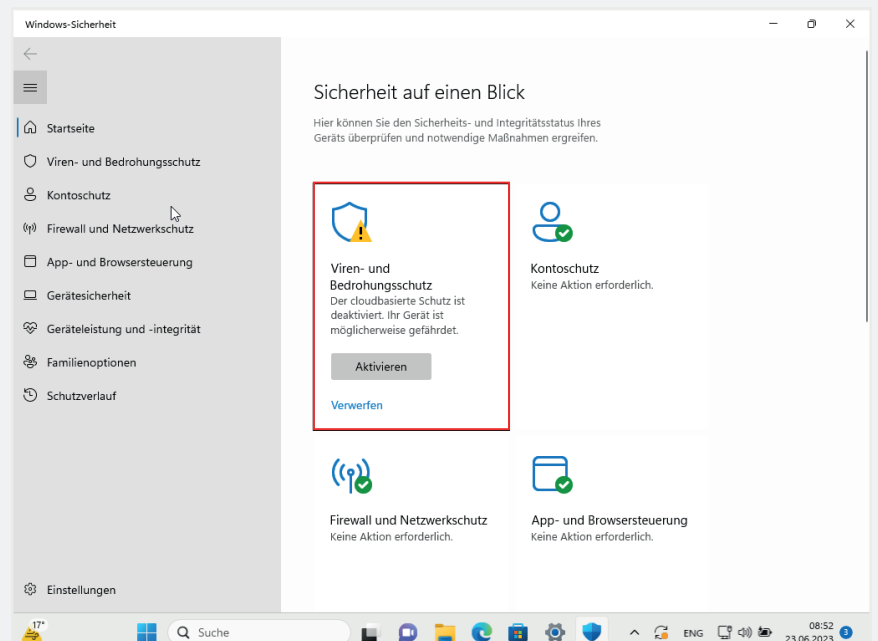 Windows-Sicherheit
Startseite
Viren- und Bedrohungsschutz
Kontoschutz
Firewall und Netzwerkschutz
App- und Browsersteuerung
Gerätesicherheit
Geräteleistung und -integrität
Familienoptionen
Schutzverlauf
Einstellungen
Sicherheit auf einen Blick
Hier können Sie den Sicherheits- und Integritätsstatus Ihres
Geräts überprüfen und notwendige Maßnahmen ergreifen.
Viren- und
Bedrohungsschutz
Der cloudbasierte Schutz ist
deaktiviert. Ihr Gerät ist
möglicherweise gefährdet.
Aktivieren
Verwerfen
Kontoschutz
Keine Aktion erforderlich.
Firewall und Netzwerkschutz
Keine Aktion erforderlich.
App- und Browsersteuerung
Keine Aktion erforderlich.
17°
Suche
ENG
08:52
23.06.2023
3